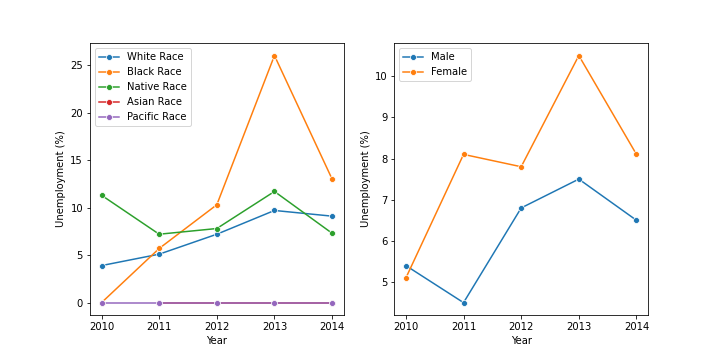 White Race
Black Race
Native Race
Asian Race
Pacific Race
Unemployment (%)
25
20
15
10
5
0
2010 2011 2012 2013 2014
Year
Male
Female
Unemployment (%)
10
9
8
7
6
5
2010 2011 2012 2013 2014
Year